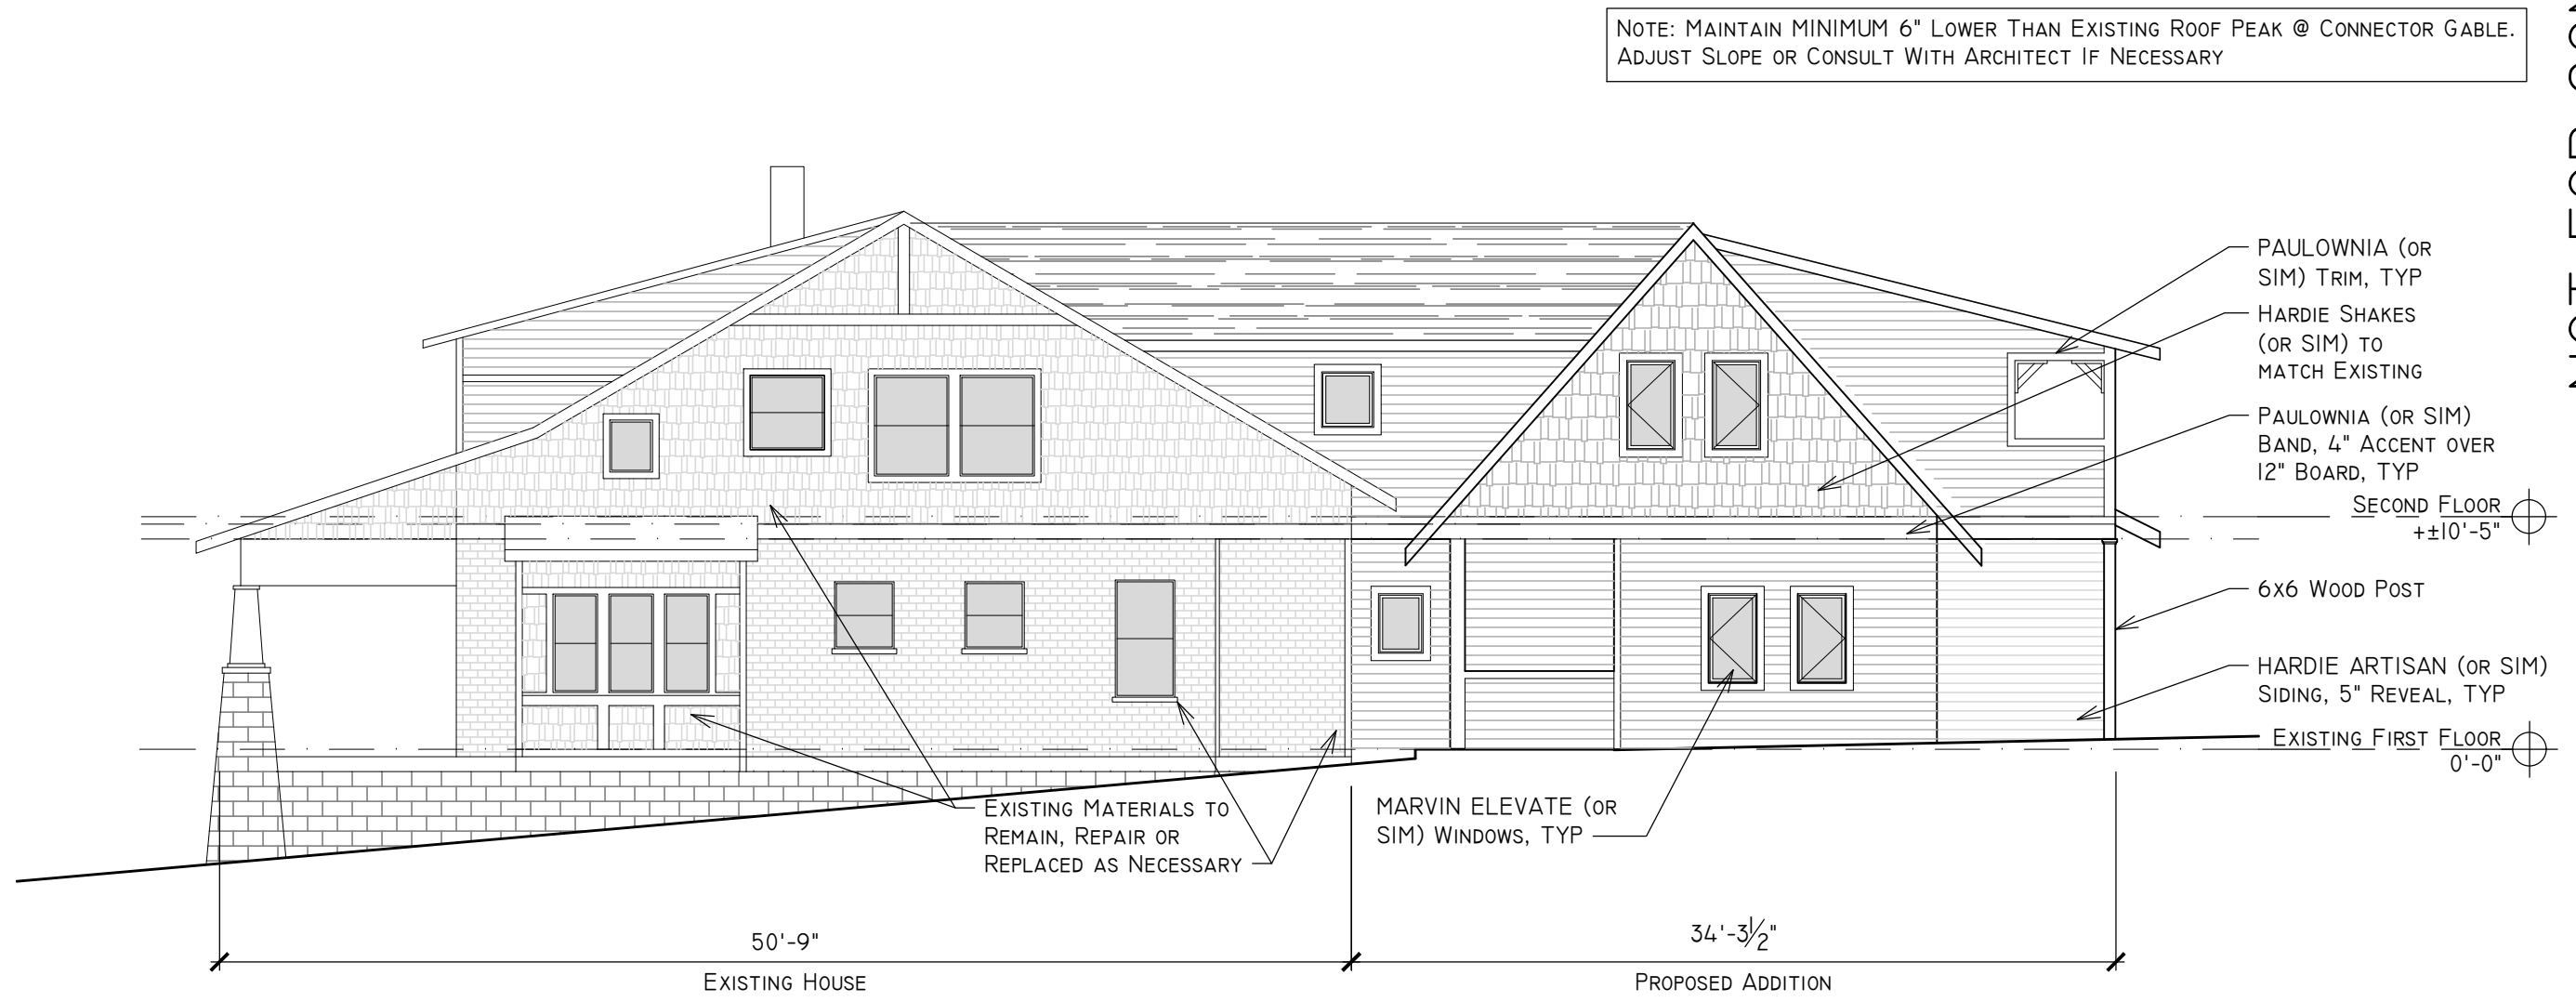 NOTE: MAINTAIN MINIMUM 6" LOWER THAN EXISTING ROOF PEAK @ CONNECTOR GABLE.
ADJUST SLOPE OR CONSULT WITH ARCHITECT IF NECESSARY
PAULOWNIA (OR
SIM) TRIM, TYP
HARDIE SHAKES
(OR SIM) TO
MATCH EXISTING
PAULOWNIA (OR SIM)
BAND, 4" ACCENT OVER
12" BOARD, TYP
SECOND FLOOR
+±10'-5"
6X6 WOOD POST
HARDIE ARTISAN (OR SIM)
SIDING, 5" REVEAL, TYP
EXISTING FIRST FLOOR
0'-0"
EXISTING MATERIALS TO
REMAIN, REPAIR OR
REPLACED AS NECESSARY
MARVIN ELEVATE (OR
SIM) WINDOWS, TYP
50'-9"
EXISTING HOUSE
34'-3½"
PROPOSED ADDITION